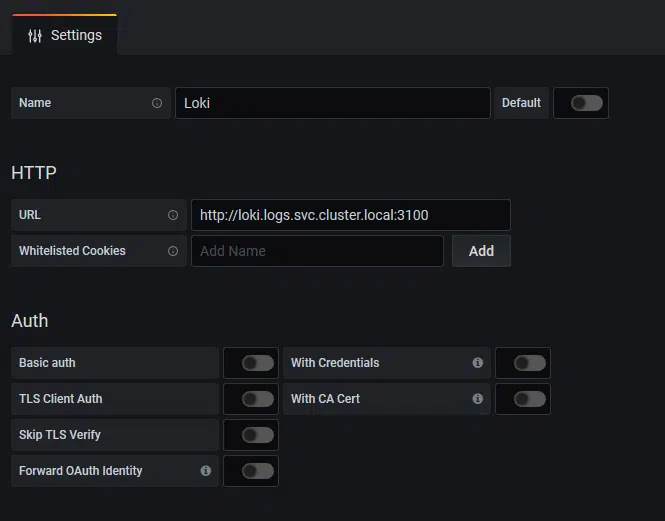 Settings
Name Loki Default
HTTP
URL http://loki.logs.svc.cluster.local:3100
Whitelisted Cookies Add Name Add
Auth
Basic auth With Credentials
TLS Client Auth With CA Cert
Skip TLS Verify
Forward OAuth Identity